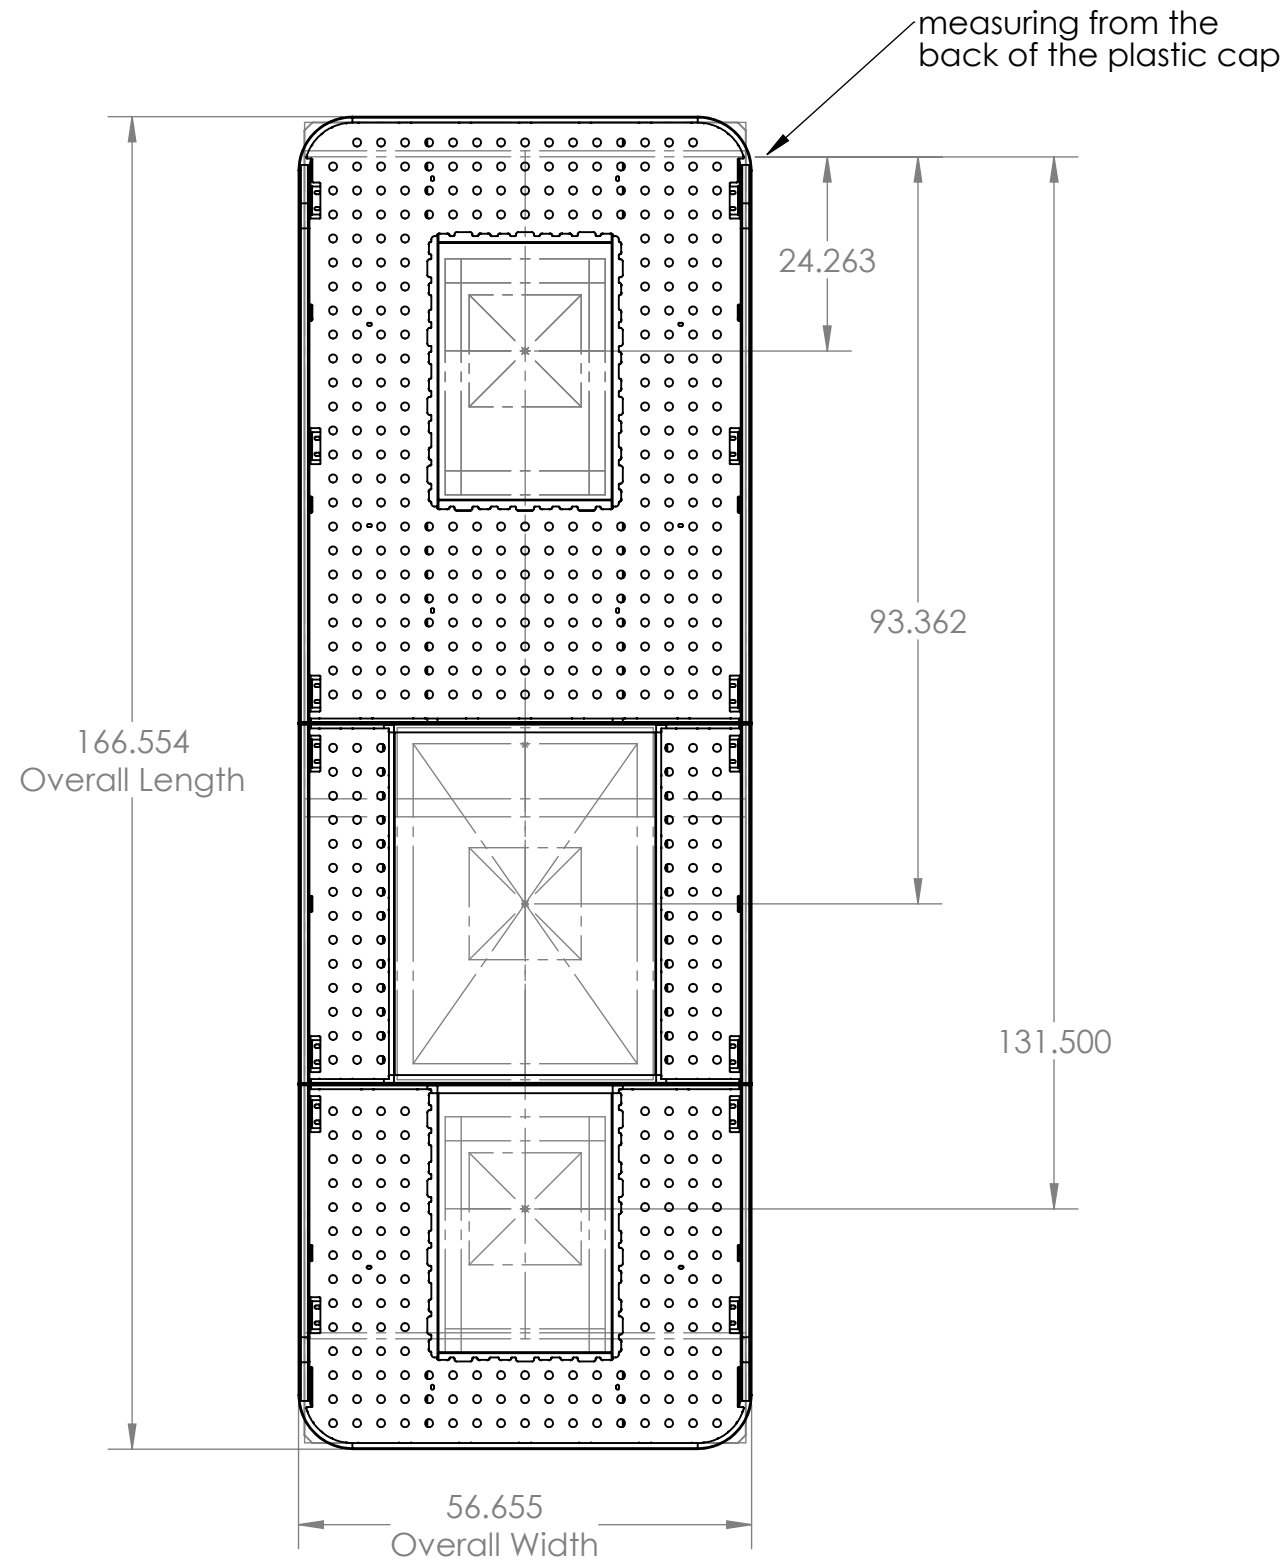 measuring from the
back of the plastic cap
24.263
93.362
166.554
Overall Length
131.500
56.655
Overall Width